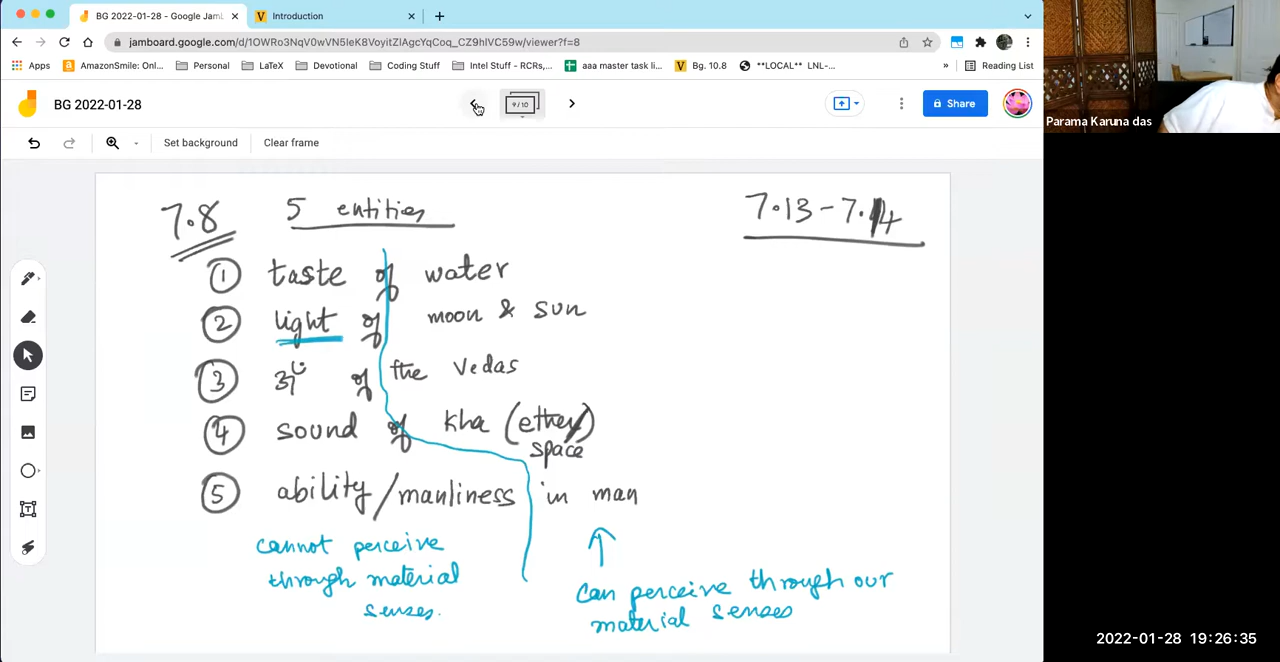 BG 2022-01-28 - Google Jam
Introduction
jamboard.google.com/d/1OWRo3NqV0wVN5IeK8VoyitZIAgcYqCoq_CZ9hIVC59w/viewer?f=8
Apps AmazonSmile: Onl... Personal LaTeX Devotional Coding Stuff Intel Stuff - RCRs,... aaa master task li... Bg. 10.8 **LOCAL** LNL-... » Reading List
BG 2022-01-28
9/10
Share
Parama Karuna das
Set background Clear frame
7.8 5 entities 7.13 - 7.14
① taste of water
② light of moon & sun
③ ॐ of the Vedas
④ sound of kha (ether/)
space
⑤ ability/manliness in man
cannot perceive
through material
senses.
can perceive through our
material senses
2022-01-28 19:26:35